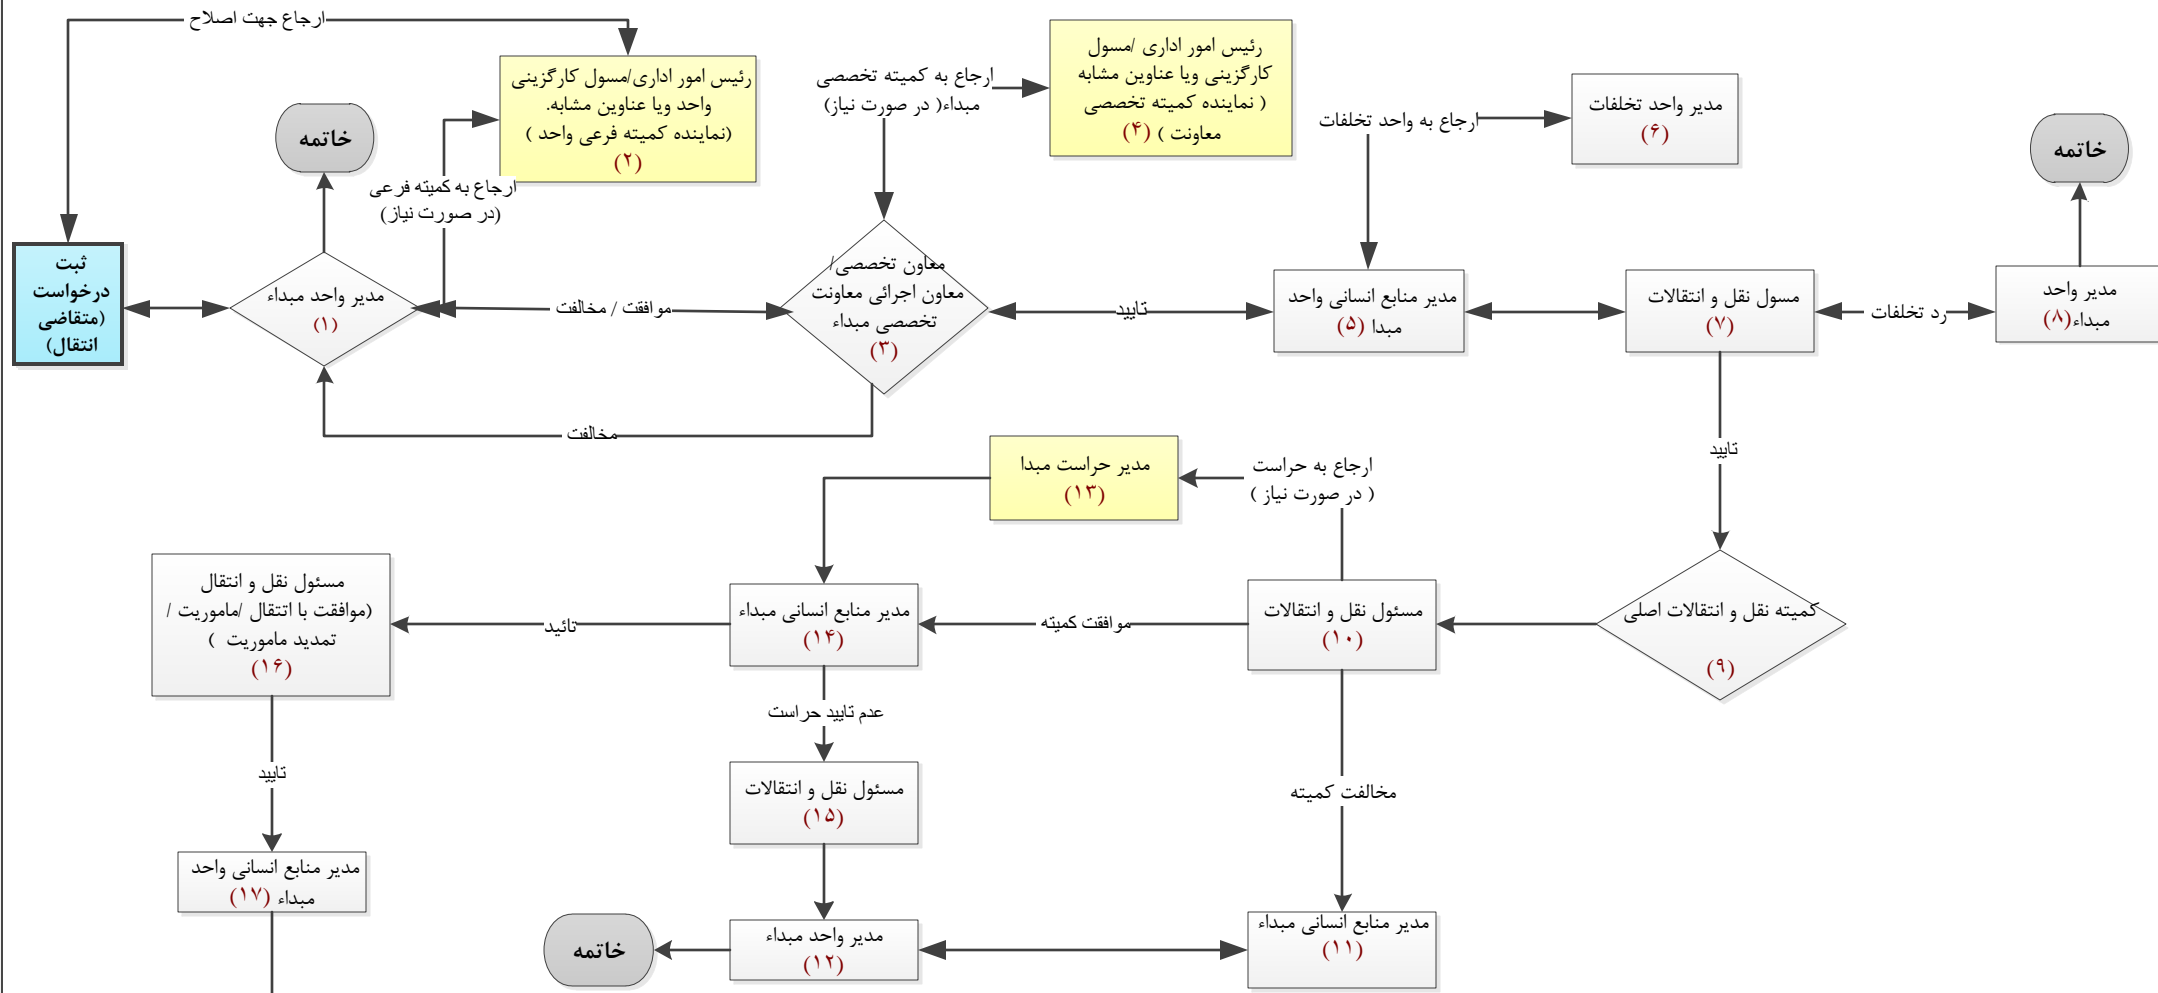 ارجاع جهت اصلاح
رئیس امور اداری/مسول کارگزینی
واحد ویا عناوین مشابه.
(نماینده کمیته فرعی واحد )
(۲)
خاتمه
ارجاع به کمیته فرعی
(در صورت نیاز)
ثبت
درخواست
(متقاضی
انتقال)
مدیر واحد مبداء
(۱)
موافقت / مخالفت
مخالفت
ارجاع به کمیته تخصصی
مبداء( در صورت نیاز)
رئیس امور اداری /مسول
کارگزینی ویا عناوین مشابه
( نماینده کمیته تخصصی
معاونت ) (۴)
معاون تخصصی/
معاون اجرائی معاونت
تخصصی مبداء
(۳)
تایید
ارجاع به واحد تخلفات
مدیر واحد تخلفات
(۶)
مدیر منابع انسانی واحد
مبدا (۵)
مسول نقل و انتقالات
(۷)
رد تخلفات
مدیر واحد
مبداء(۸)
خاتمه
تایید
کمیته نقل و انتقالات اصلی
(۹)
مسئول نقل و انتقالات
(۱۰)
ارجاع به حراست
( در صورت نیاز )
مدیر حراست مبدا
(۱۳)
موافقت کمیته
مدیر منابع انسانی مبداء
(۱۴)
تائید
مسئول نقل و انتقال
(موافقت با اتتقال /ماموریت /
تمدید ماموریت )
(۱۶)
تایید
مدیر منابع انسانی واحد
مبداء (۱۷)
عدم تایید حراست
مسئول نقل و انتقالات
(۱۵)
مخالفت کمیته
مدیر منابع انسانی مبداء
(۱۱)
مدیر واحد مبداء
(۱۲)
خاتمه